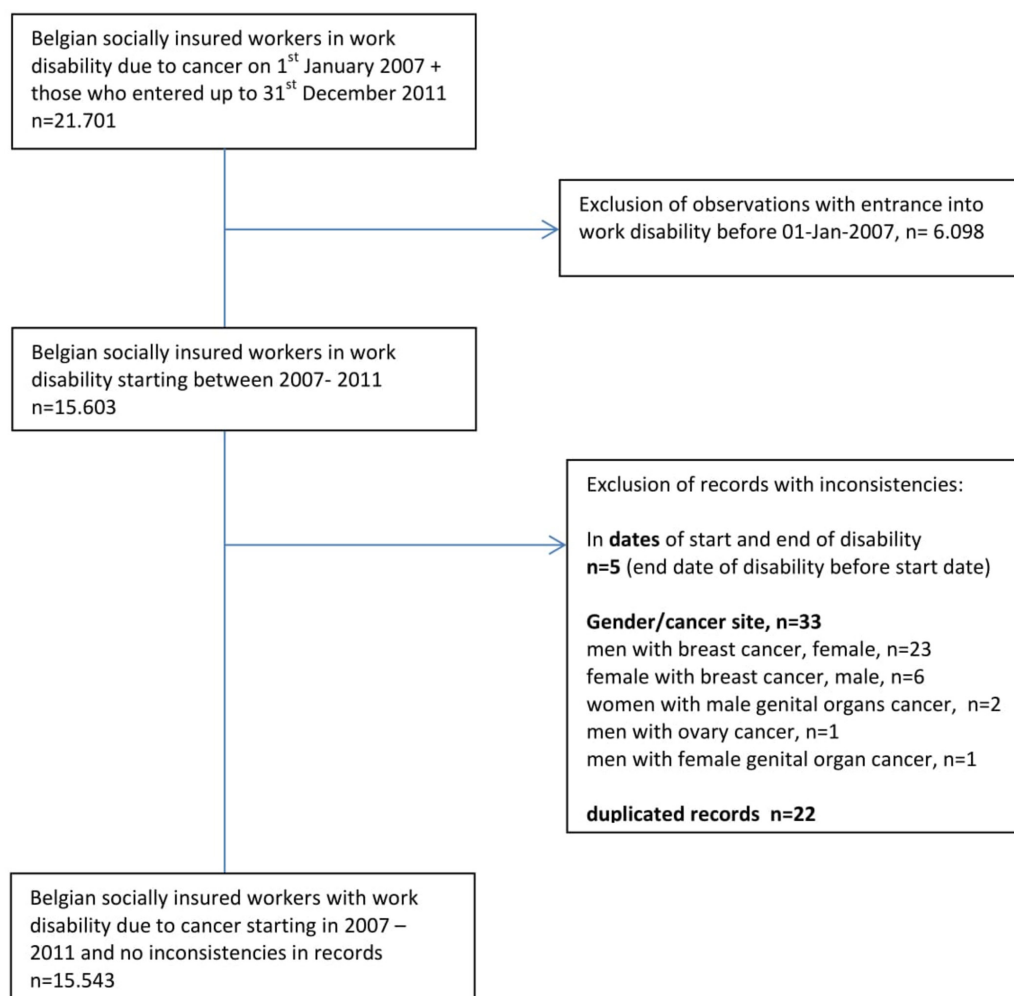 Belgian socially insured workers in work
disability due to cancer on 1st January 2007 +
those who entered up to 31st December 2011
n=21.701
Exclusion of observations with entrance into
work disability before 01-Jan-2007, n= 6.098
Belgian socially insured workers in work
disability starting between 2007- 2011
n=15.603
Exclusion of records with inconsistencies:
In dates of start and end of disability
n=5 (end date of disability before start date)
Gender/cancer site, n=33
men with breast cancer, female, n=23
female with breast cancer, male, n=6
women with male genital organs cancer, n=2
men with ovary cancer, n=1
men with female genital organ cancer, n=1
duplicated records n=22
Belgian socially insured workers with work
disability due to cancer starting in 2007 –
2011 and no inconsistencies in records
n=15.543